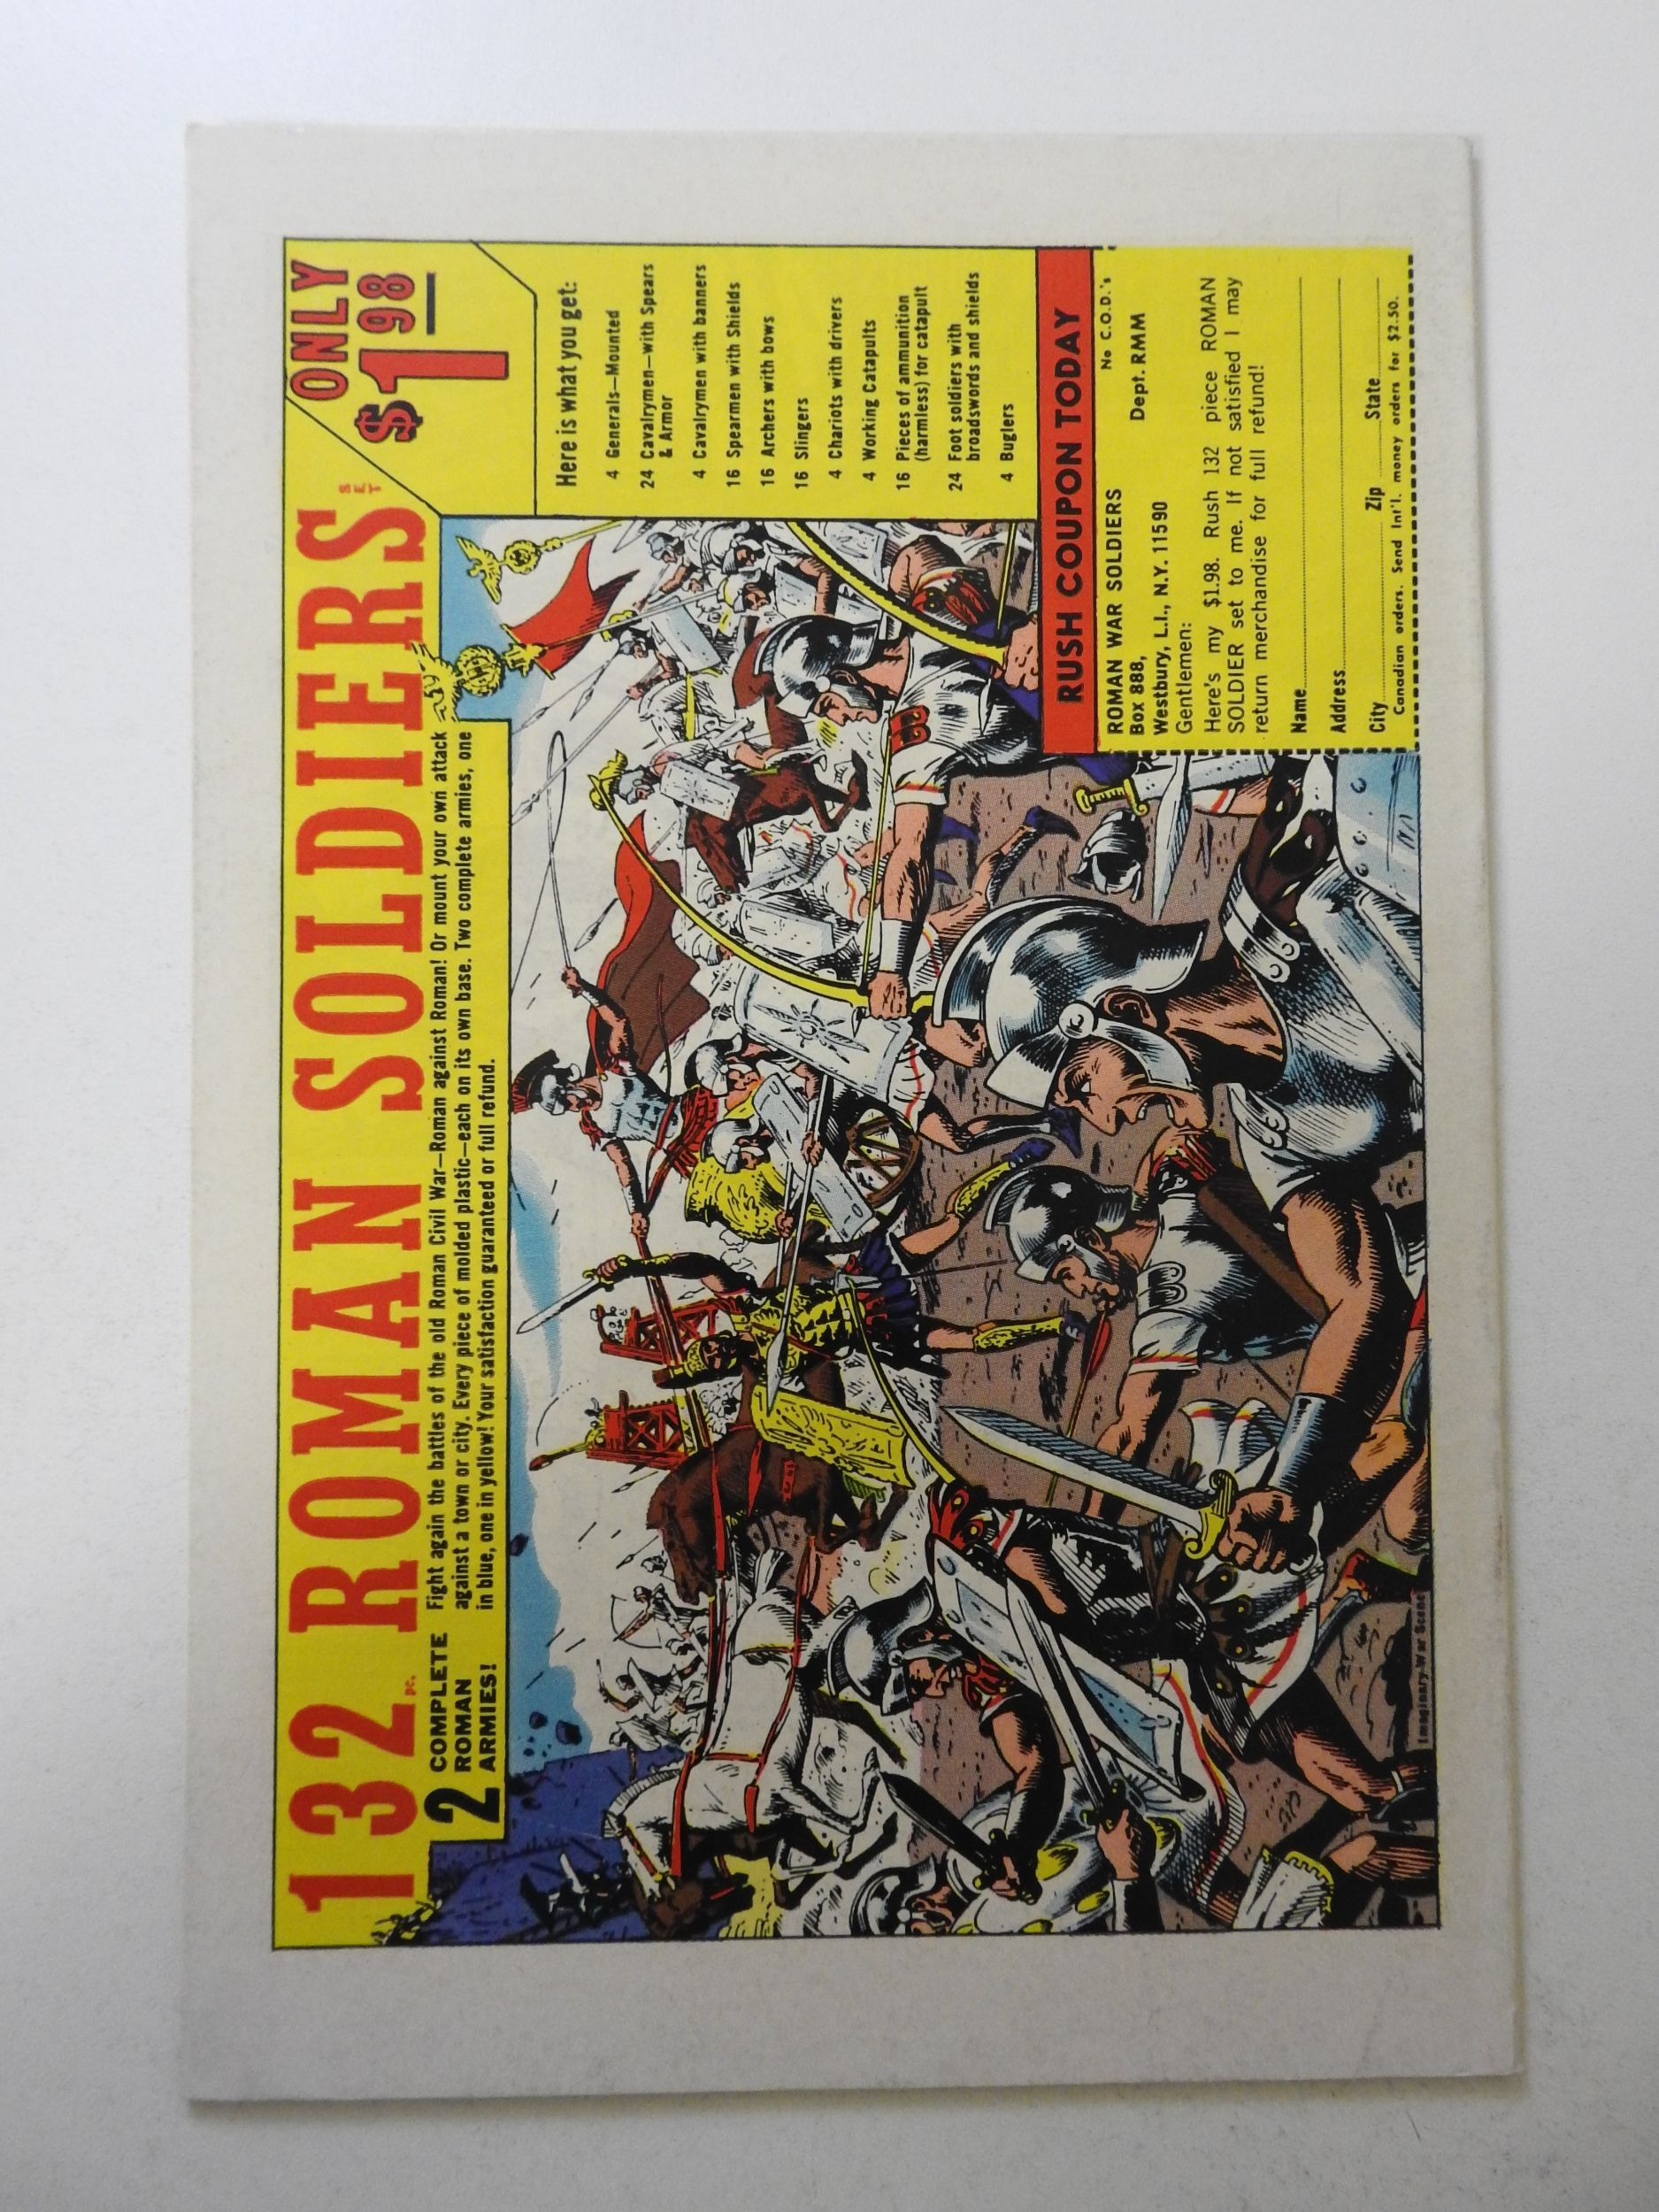 132 PC. ROMAN SOLDIERS SET
ONLY
$1.98
2 COMPLETE
ROMAN
ARMIES!
Fight again the battles of the old Roman Civil War—Roman against Roman! Or mount your own attack
against a town or city. Every piece of molded plastic—each on its own base. Two complete armies, one
in blue, one in yellow! Your satisfaction guaranteed or full refund.
Here is what you get:
4 Generals—Mounted
24 Cavalrymen—with Spears
& Armor
4 Cavalrymen with banners
16 Spearmen with Shields
16 Archers with bows
16 Slingers
4 Chariots with drivers
4 Working Catapults
16 Pieces of ammunition
(harmless) for catapult
24 Foot soldiers with
broadswords and shields
4 Buglers
RUSH COUPON TODAY
No C.O.D.'s
ROMAN WAR SOLDIERS
Box 888, Dept. RMM
Westbury, L.I., N.Y. 11590
Gentlemen:
Here's my $1.98. Rush 132 piece ROMAN
SOLDIER set to me. If not satisfied I may
return merchandise for full refund!
Name
Address
City Zip State
Canadian orders. Send Int'l. money orders for $2.50.
Imaginary War Scene